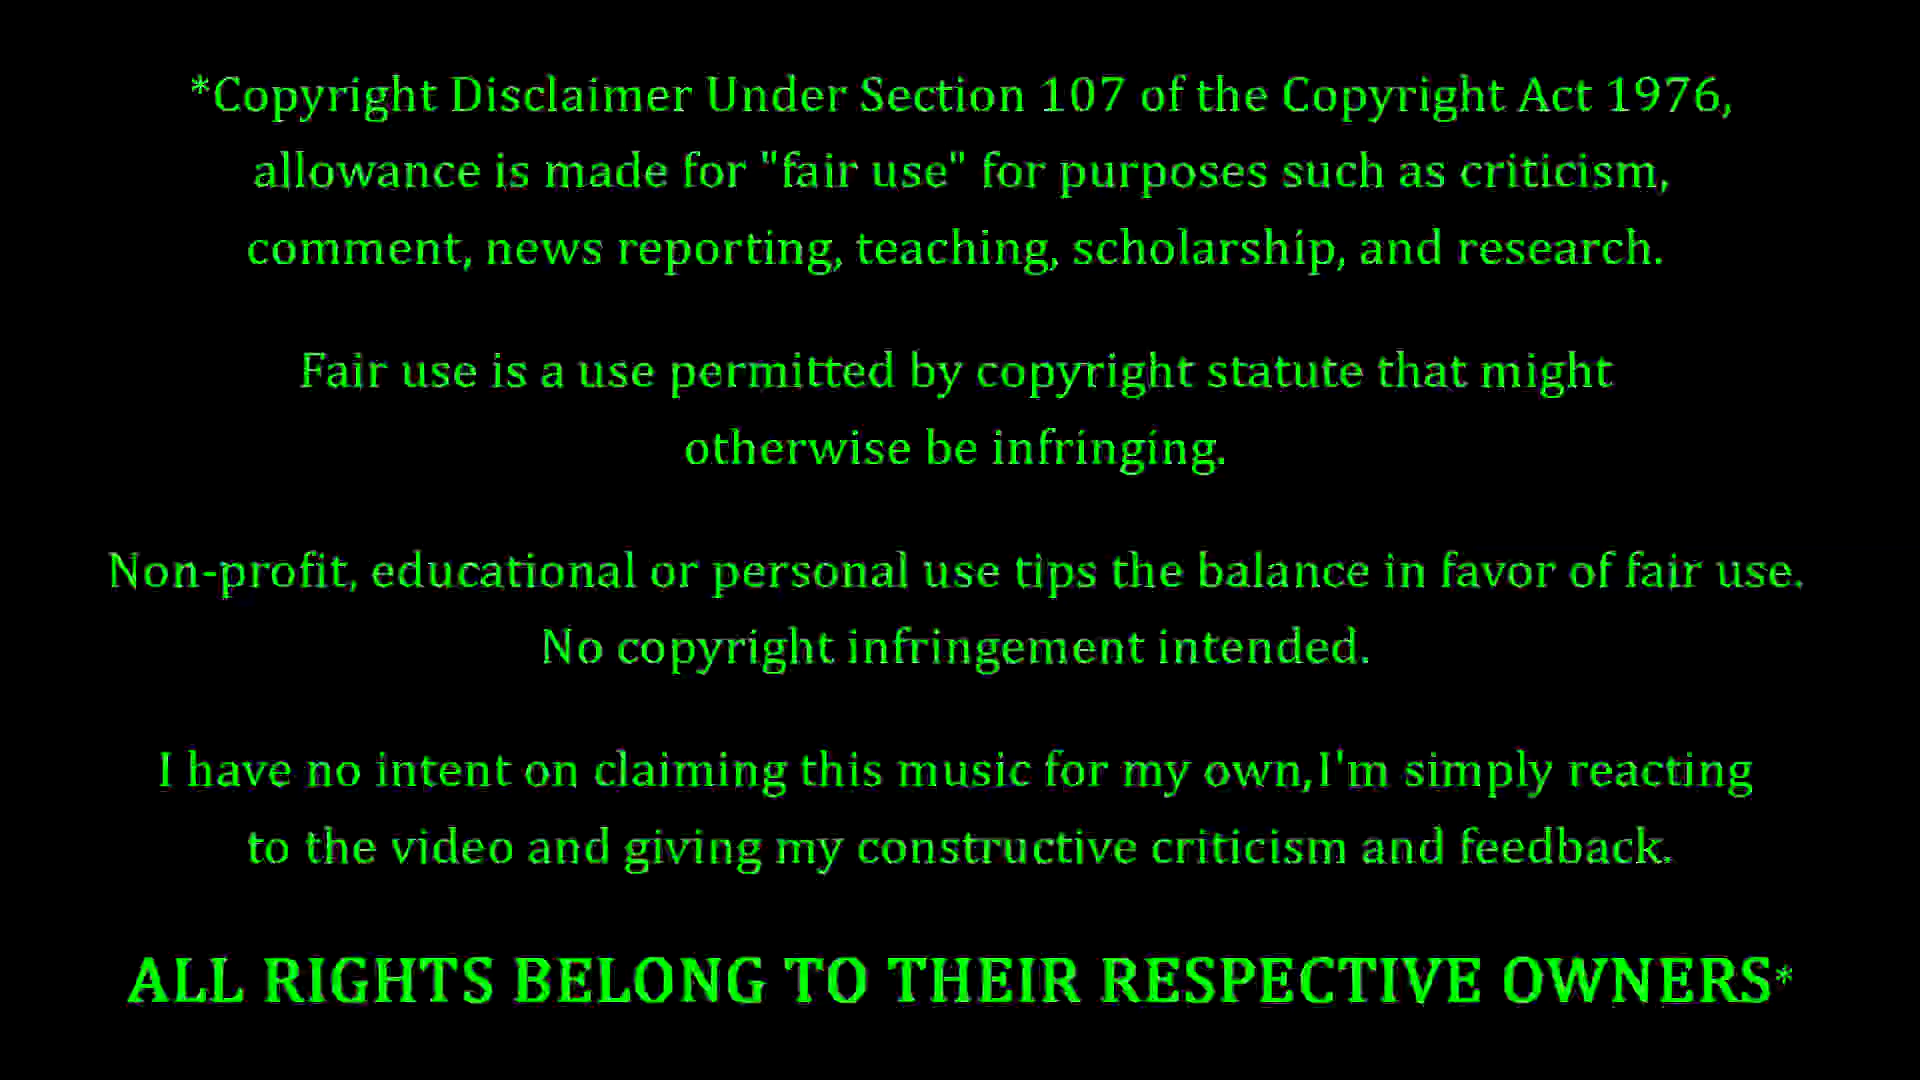 *Copyright Disclaimer Under Section 107 of the Copyright Act 1976,
allowance is made for "fair use" for purposes such as criticism,
comment, news reporting, teaching, scholarship, and research.
Fair use is a use permitted by copyright statute that might
otherwise be infringing.
Non-profit, educational or personal use tips the balance in favor of fair use.
No copyright infringement intended.
I have no intent on claiming this music for my own,I'm simply reacting
to the video and giving my constructive criticism and feedback.
ALL RIGHTS BELONG TO THEIR RESPECTIVE OWNERS*